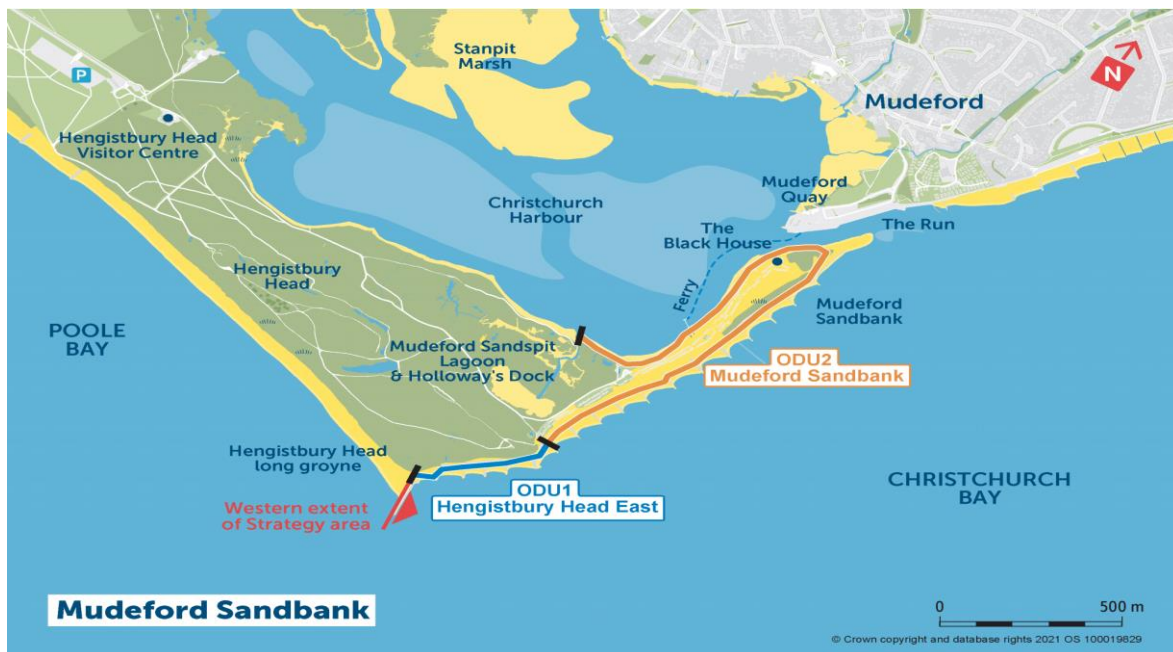 Stanpit
Marsh
P
N
Mudeford
Hengistbury Head
Visitor Centre
Mudeford
Quay
Christchurch
Harbour
The Run
The
Black House
Hengistbury
Head
Ferry
Mudeford
Sandbank
POOLE
BAY
Mudeford Sandspit
Lagoon
& Holloway's Dock
ODU2
Mudeford Sandbank
Hengistbury Head
long groyne
CHRISTCHURCH
BAY
ODU1
Hengistbury Head East
Western extent
of Strategy area
Mudeford Sandbank
0 500 m
© Crown copyright and database rights 2021 OS 100019829